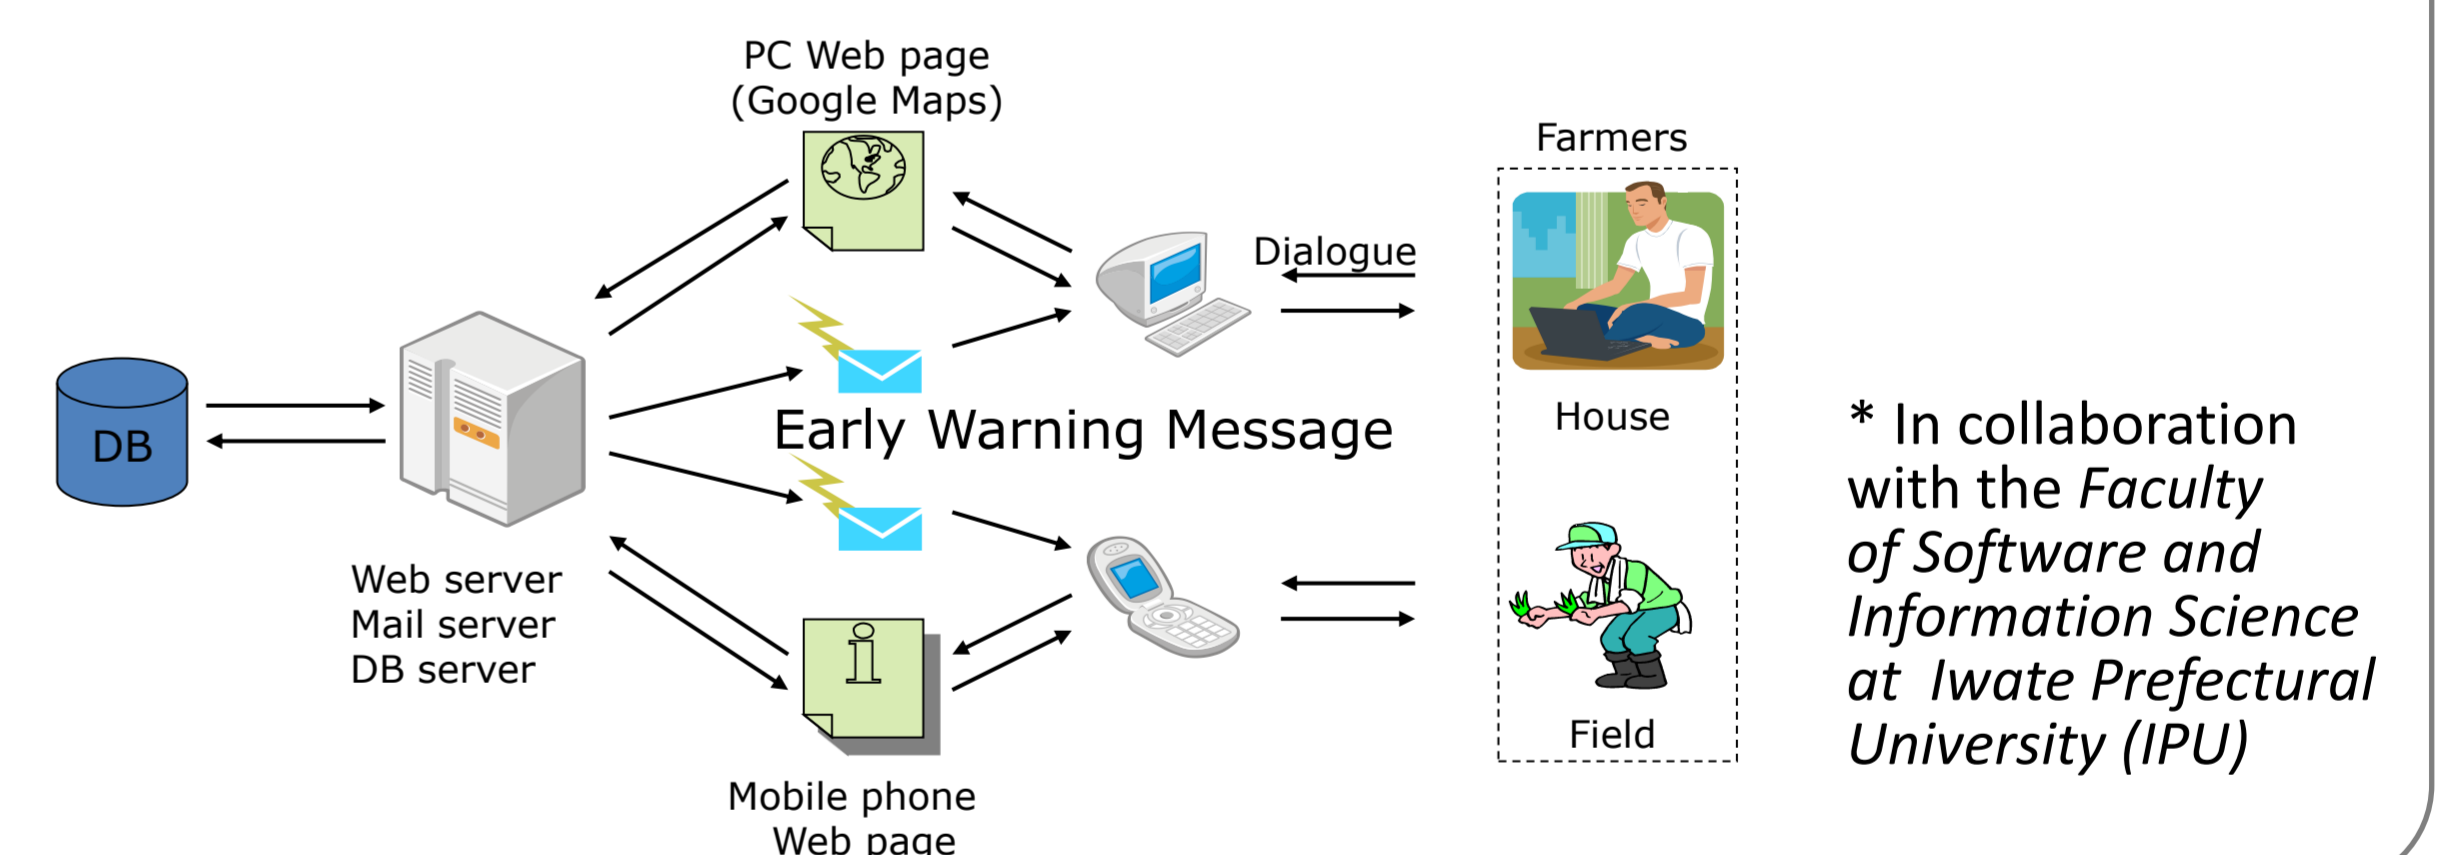 PC Web page
(Google Maps)
Farmers
Dialogue
DB
Early Warning Message
House
Web server
Mail server
DB server
Field
Mobile phone
Web page
* In collaboration
with the Faculty
of Software and
Information Science
at Iwate Prefectural
University (IPU)